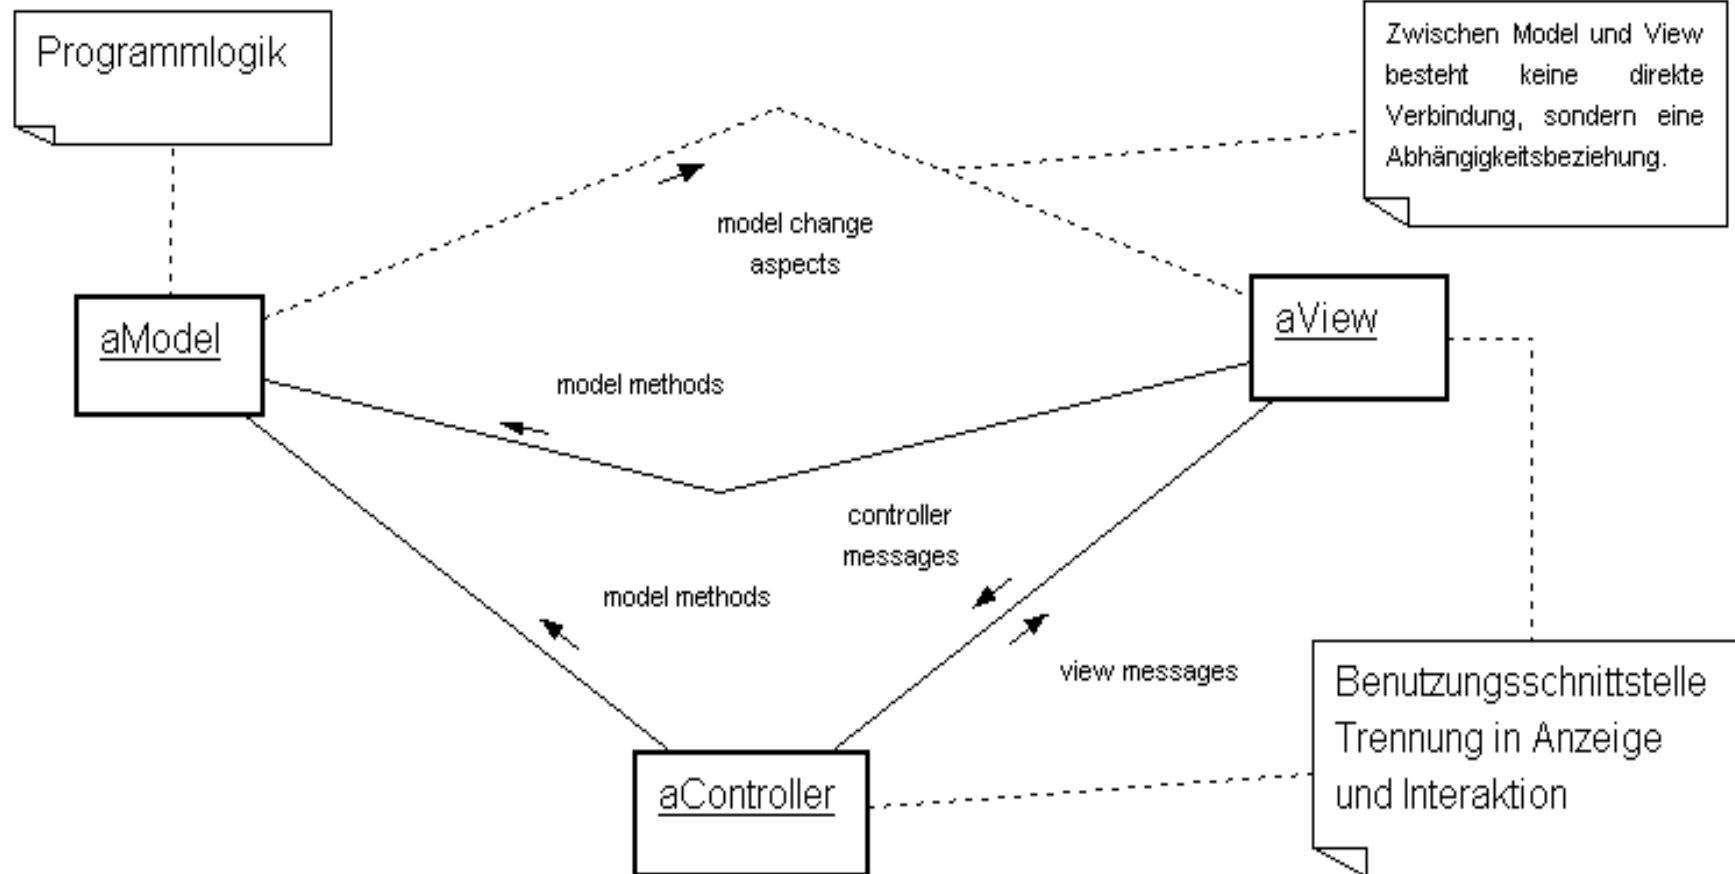 Programmlogik
Zwischen Model und View
besteht keine direkte
Verbindung, sondern eine
Abhängigkeitsbeziehung.
model change
aspects
aModel
aView
model methods
controller
messages
model methods
view messages
Benutzungsschnittstelle
Trennung in Anzeige
und Interaktion
aController